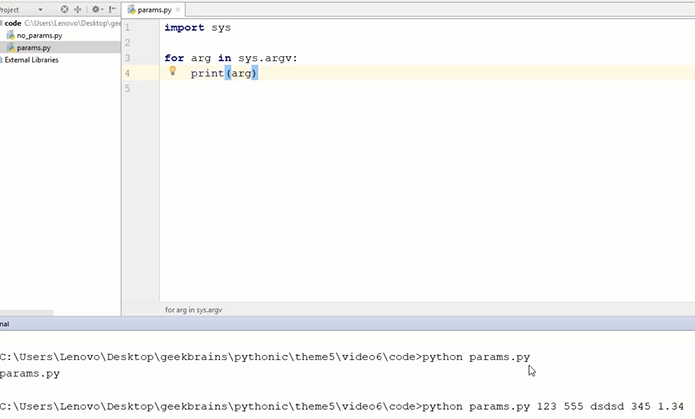 Project
params.py
code C:\Users\Lenovo\Desktop\gee
no_params.py
params.py
External Libraries
1 import sys
2
3 for arg in sys.argv:
4 print(arg)
5
for arg in sys.argv
C:\Users\Lenovo\Desktop\geekbrains\pythonic\theme5\video6\code>python params.py
params.py
C:\Users\Lenovo\Desktop\geekbrains\pythonic\theme5\video6\code>python params.py 123 555 dsdsd 345 1.34